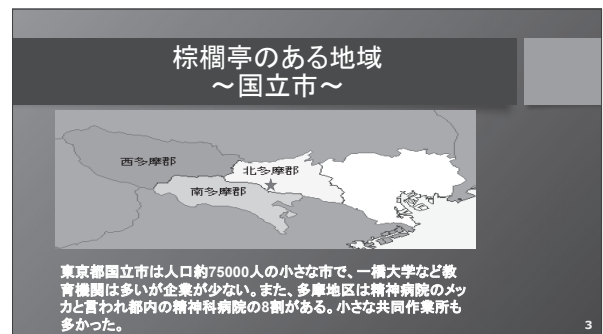 棕櫚亭のある地域
～国立市～
西多摩郡
北多摩郡
南多摩郡
東京都国立市は人口約75000人の小さな市で、一橋大学など教
育機関は多いが企業が少ない。また、多摩地区は精神病院のメッ
カと言われ都内の精神科病院の8割がある。小さな共同作業所も
多かった。
3